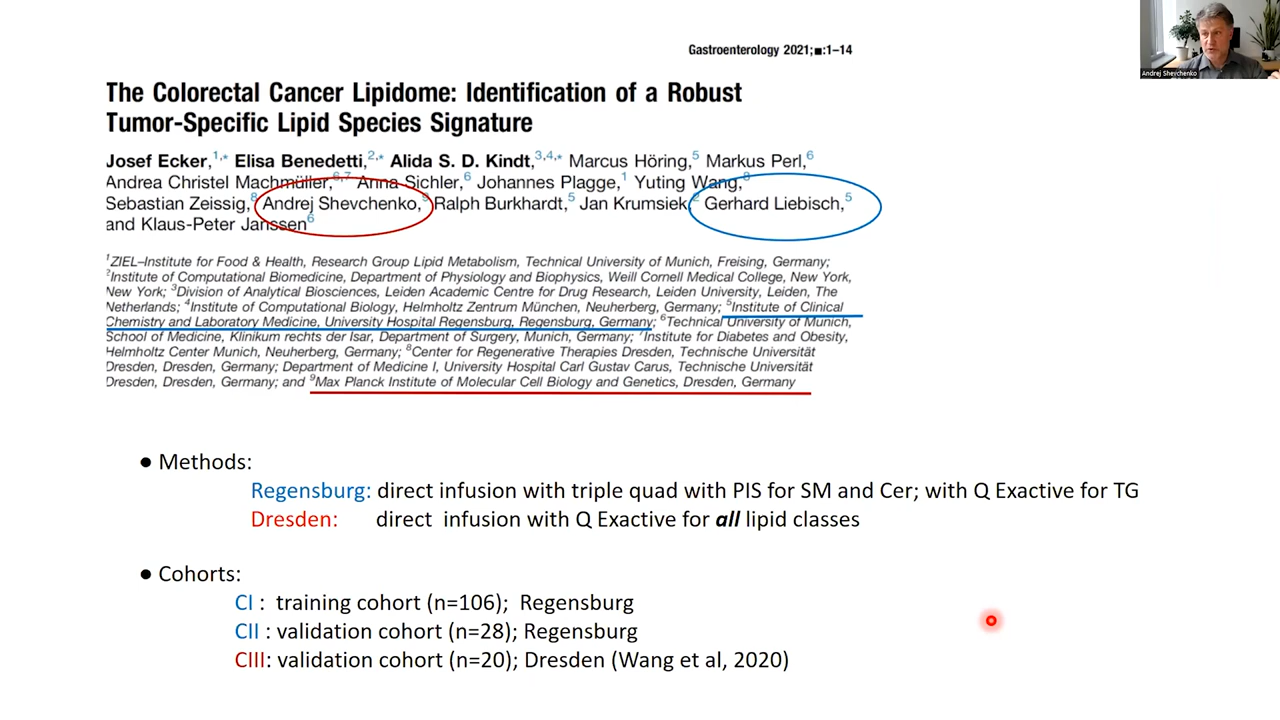 Gastroenterology 2021;■:1–14
Andrej Shevchenko
The Colorectal Cancer Lipidome: Identification of a Robust
Tumor-Specific Lipid Species Signature
Josef Ecker,1,* Elisa Benedetti,2,* Alida S. D. Kindt,3,4,* Marcus Höring,5 Markus Perl,6
Andrea Christel Machmüller,6,7 Anna Sichler,6 Johannes Plagge,1 Yuting Wang,8
Sebastian Zeissig,8 Andrej Shevchenko,9 Ralph Burkhardt,5 Jan Krumsiek,2 Gerhard Liebisch,5
and Klaus-Peter Janssen6
1ZIEL–Institute for Food & Health, Research Group Lipid Metabolism, Technical University of Munich, Freising, Germany;
2Institute of Computational Biomedicine, Department of Physiology and Biophysics, Weill Cornell Medical College, New York,
New York; 3Division of Analytical Biosciences, Leiden Academic Centre for Drug Research, Leiden University, Leiden, The
Netherlands; 4Institute of Computational Biology, Helmholtz Zentrum München, Neuherberg, Germany; 5Institute of Clinical
Chemistry and Laboratory Medicine, University Hospital Regensburg, Regensburg, Germany; 6Technical University of Munich,
School of Medicine, Klinikum rechts der Isar, Department of Surgery, Munich, Germany; 7Institute for Diabetes and Obesity,
Helmholtz Center Munich, Neuherberg, Germany; 8Center for Regenerative Therapies Dresden, Technische Universität
Dresden, Dresden, Germany; Department of Medicine I, University Hospital Carl Gustav Carus, Technische Universität
Dresden, Dresden, Germany; and 9Max Planck Institute of Molecular Cell Biology and Genetics, Dresden, Germany
● Methods:
Regensburg: direct infusion with triple quad with PIS for SM and Cer; with Q Exactive for TG
Dresden: direct infusion with Q Exactive for all lipid classes
● Cohorts:
CI : training cohort (n=106); Regensburg
CII : validation cohort (n=28); Regensburg
CIII: validation cohort (n=20); Dresden (Wang et al, 2020)